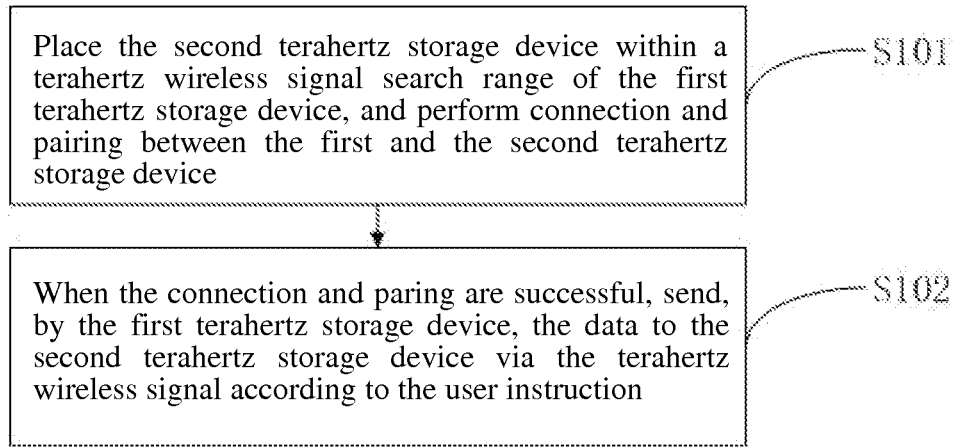 Place the second terahertz storage device within a
terahertz wireless signal search range of the first
terahertz storage device, and perform connection and
pairing between the first and the second terahertz
storage device
S101
When the connection and paring are successful, send,
by the first terahertz storage device, the data to the
second terahertz storage device via the terahertz
wireless signal according to the user instruction
S102